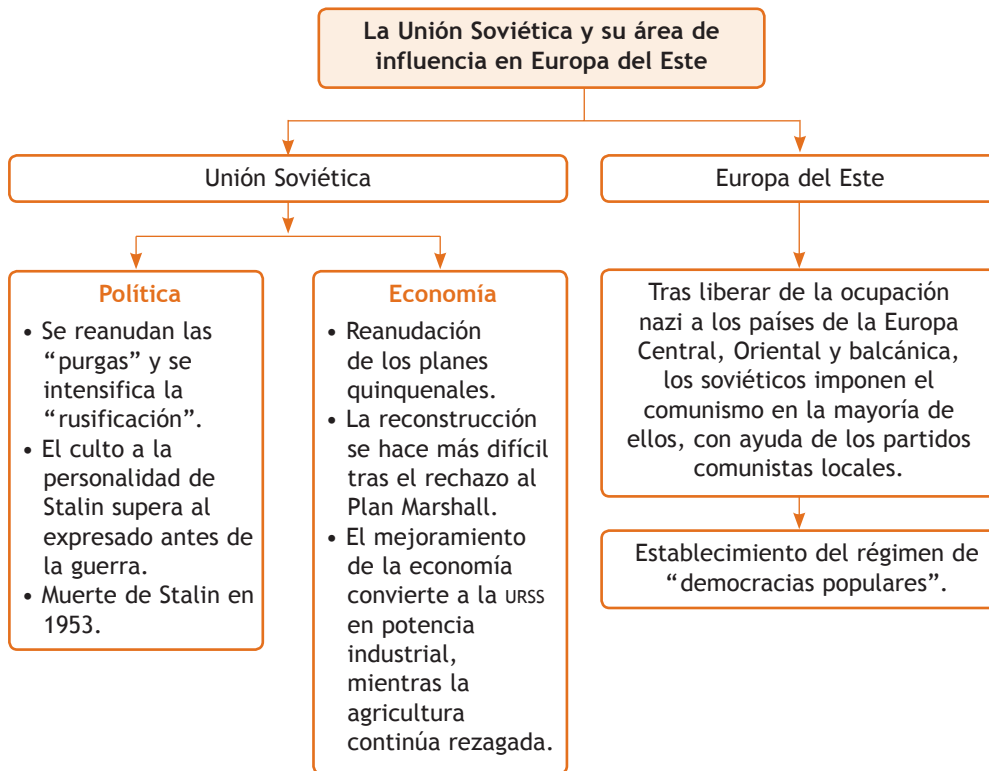 La Unión Soviética y su área de
influencia en Europa del Este
Unión Soviética
Política
• Se reanudan las
“purgas” y se
intensifica la
“rusificación”.
• El culto a la
personalidad de
Stalin supera al
expresado antes de
la guerra.
• Muerte de Stalin en
1953.
Economía
• Reanudación
de los planes
quinquenales.
• La reconstrucción
se hace más difícil
tras el rechazo al
Plan Marshall.
• El mejoramiento
de la economía
convierte a la URSS
en potencia
industrial,
mientras la
agricultura
continúa rezagada.
Europa del Este
Tras liberar de la ocupación
nazi a los países de la Europa
Central, Oriental y balcánica,
los soviéticos imponen el
comunismo en la mayoría de
ellos, con ayuda de los partidos
comunistas locales.
Establecimiento del régimen de
“democracias populares”.